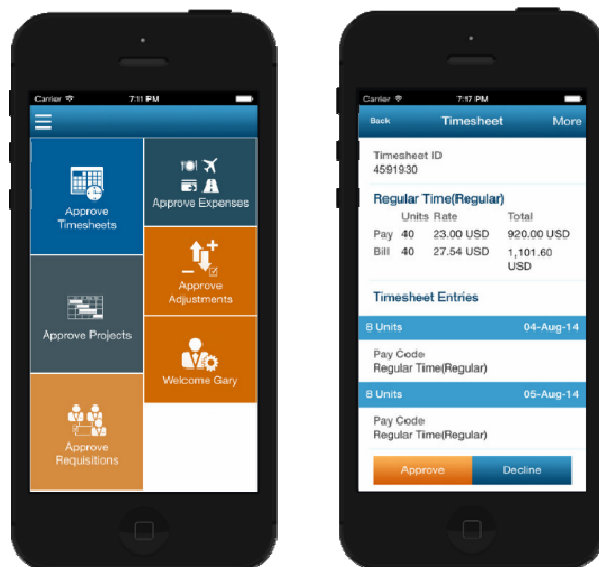 Carrier 7:11 PM
Approve
Timesheets
Approve Expenses
Approve
Adjustments
Approve Projects
Welcome Gary
Approve
Requisitions
Carrier 7:17 PM
Back Timesheet More
Timesheet ID
4591930
Regular Time(Regular)
Units Rate Total
Pay 40 23.00 USD 920.00 USD
Bill 40 27.54 USD 1,101.60
USD
Timesheet Entries
8 Units 04-Aug-14
Pay Code
Regular Time(Regular)
8 Units 05-Aug-14
Pay Code
Regular Time(Regular)
Approve Decline